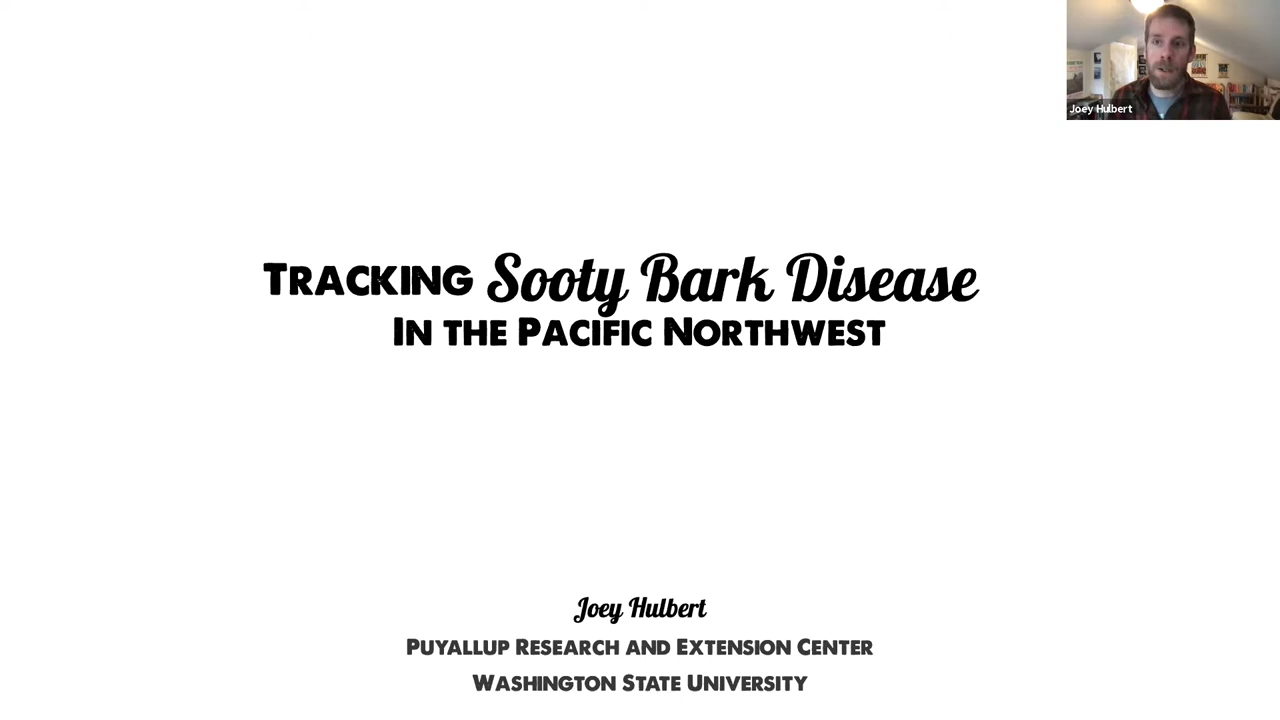 Joey Hulbert
Tracking Sooty Bark Disease
In the Pacific Northwest
Joey Hulbert
Puyallup Research and Extension Center
Washington State University